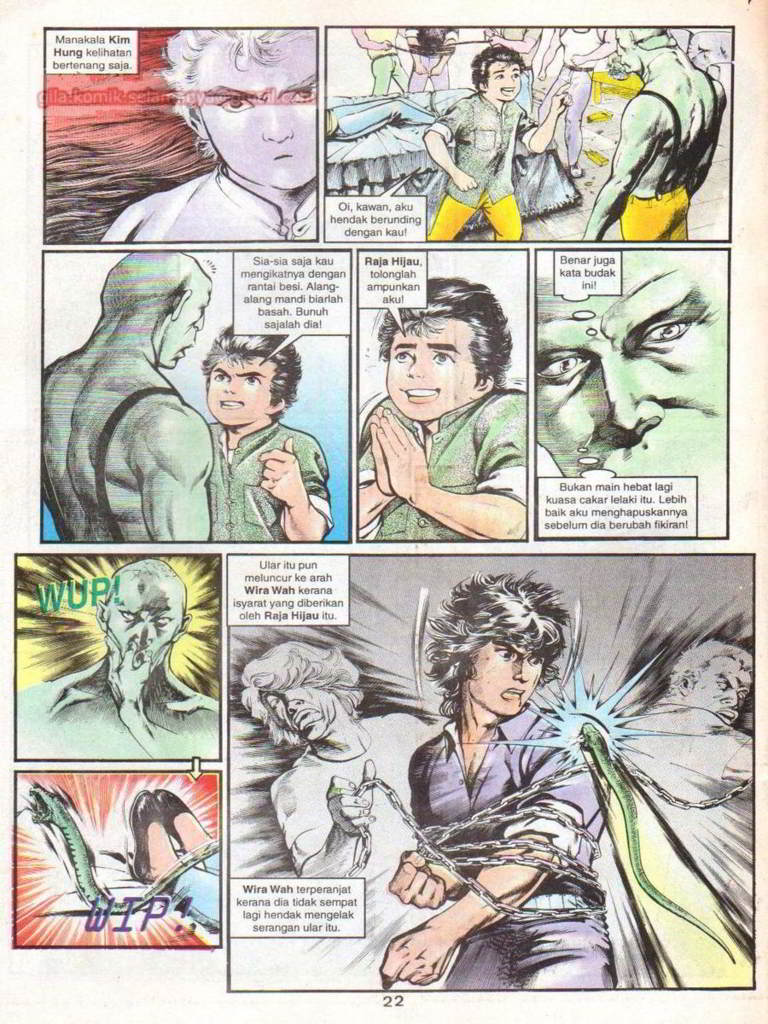 Manakala Kim
Hung kelihatan
bertenang saja.
Oi, kawan, aku
hendak berunding
dengan kau!
Sia-sia saja kau
mengikatnya dengan
rantai besi. Alang-
alang mandi biarlah
basah. Bunuh
sajalah dia!
Raja Hijau,
tolonglah
ampunkan
aku!
Benar juga
kata budak
ini!
Bukan main hebat lagi
kuasa cakar lelaki itu. Lebih
baik aku menghapuskannya
sebelum dia berubah fikiran!
WUP!
WIP!
Ular itu pun
meluncur ke arah
Wira Wah kerana
isyarat yang diberikan
oleh Raja Hijau itu.
Wira Wah terperanjat
kerana dia tidak sempat
lagi hendak mengelak
serangan ular itu.
22